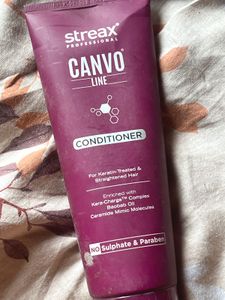 streax
PROFESSIONAL
CANVO
LINE
CONDITIONER
For Keratin-Treated &
Straightened Hair
Enriched with
Kera-Charge™ Complex
Baobab Oil
Ceramide Mimic Molecules
NO Sulphate & Paraben